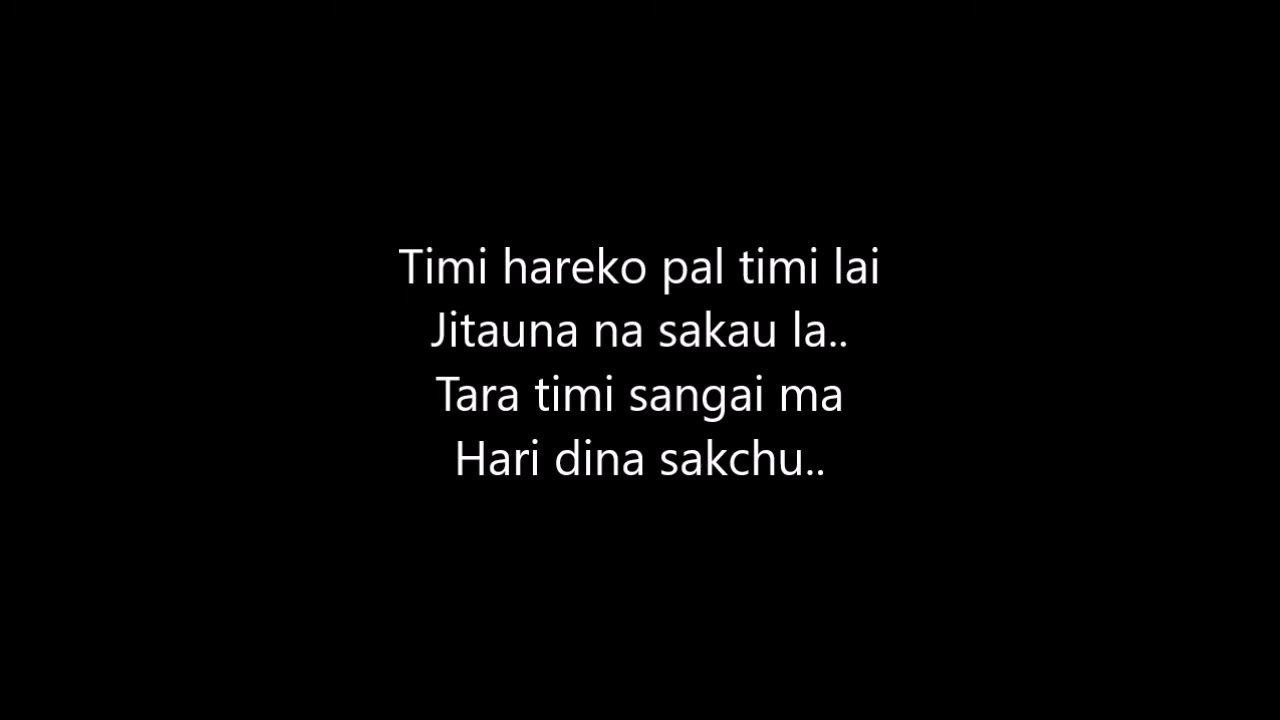 Timi hareko pal timi lai
Jitauna na sakau la..
Tara timi sangai ma
Hari dina sakchu..